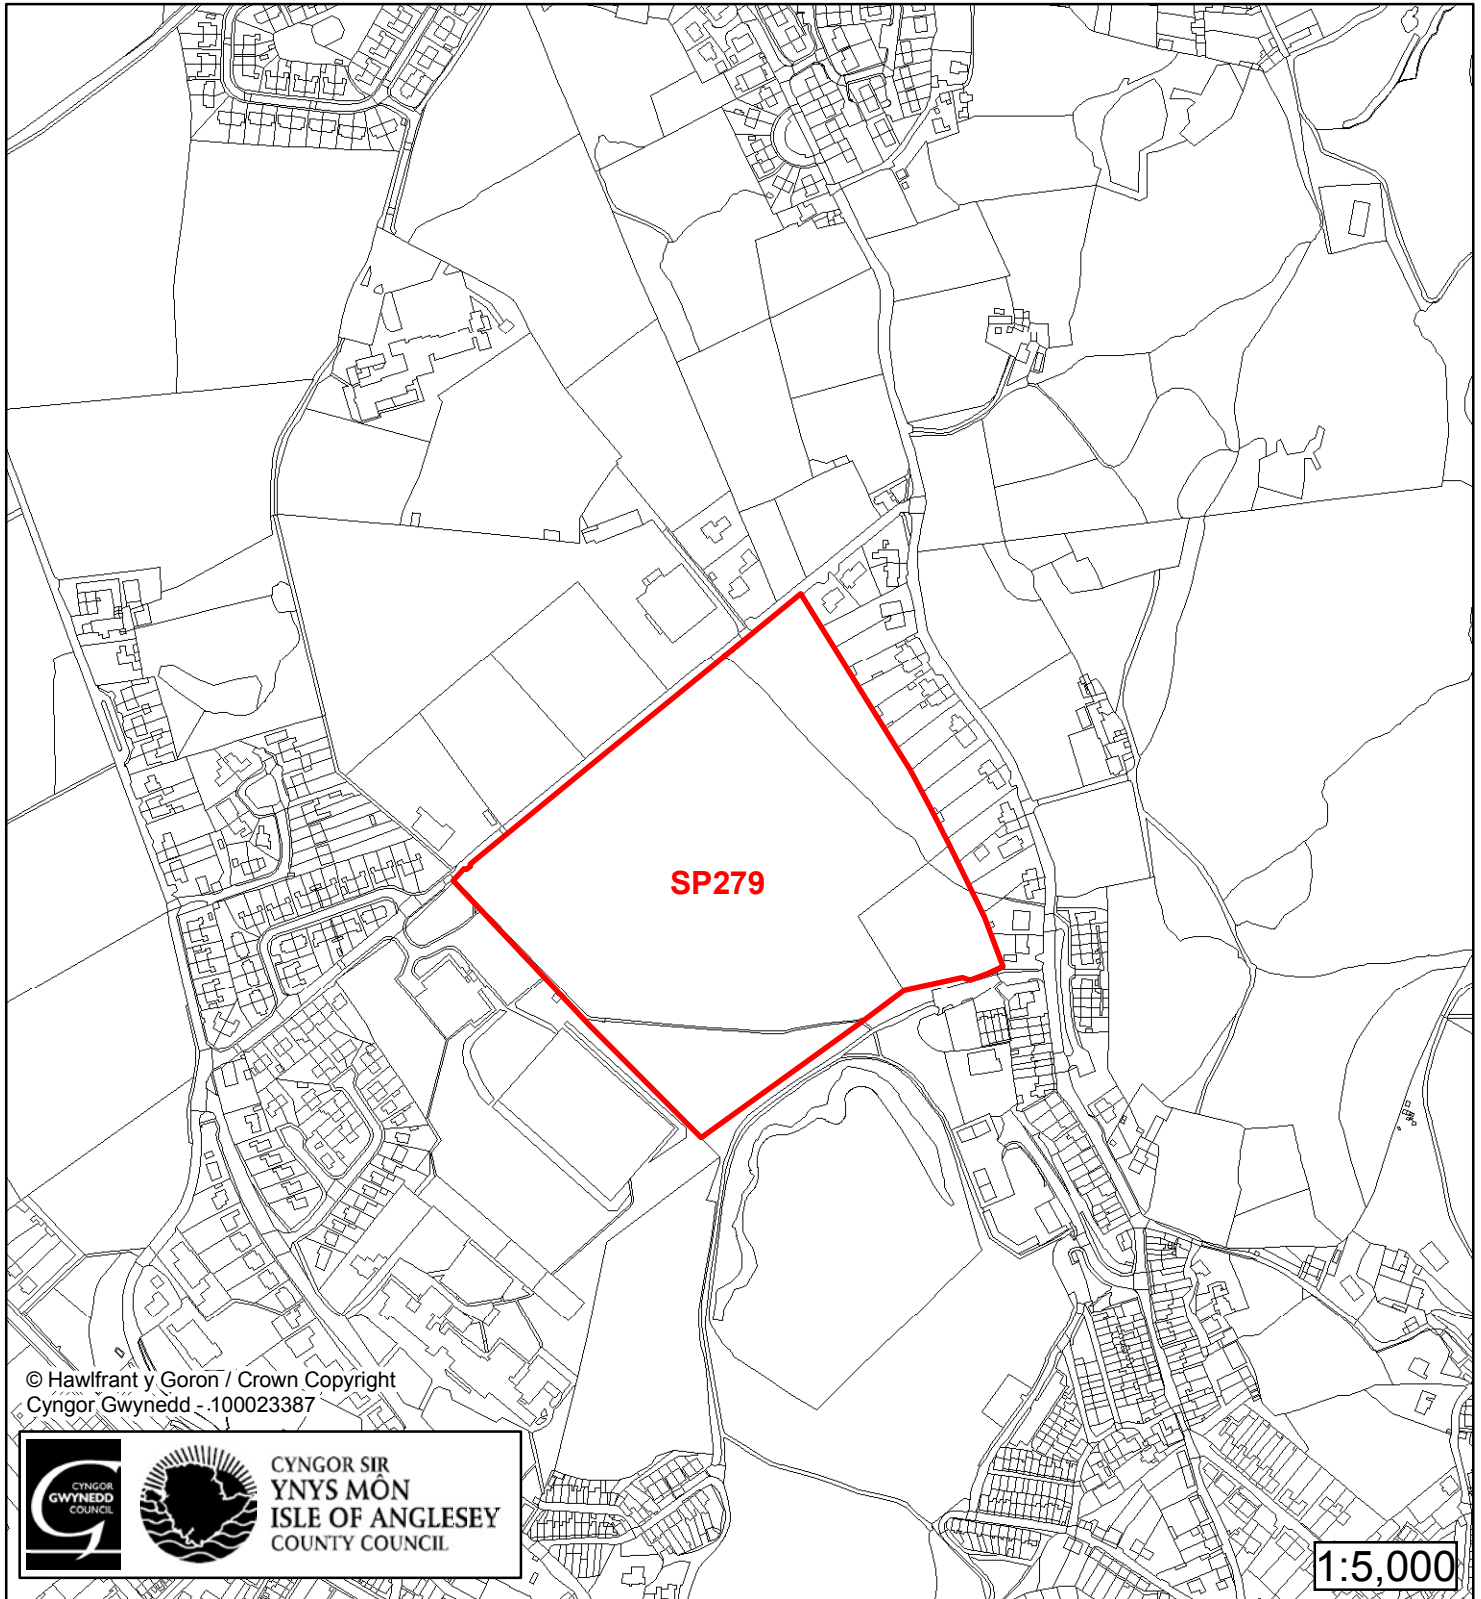 SP279
© Hawlfrant y Goron / Crown Copyright
Cyngor Gwynedd - 100023387
CYNGOR
GWYNEDD
COUNCIL
CYNGOR SIR
YNYS MÔN
ISLE OF ANGLESEY
COUNTY COUNCIL
1:5,000